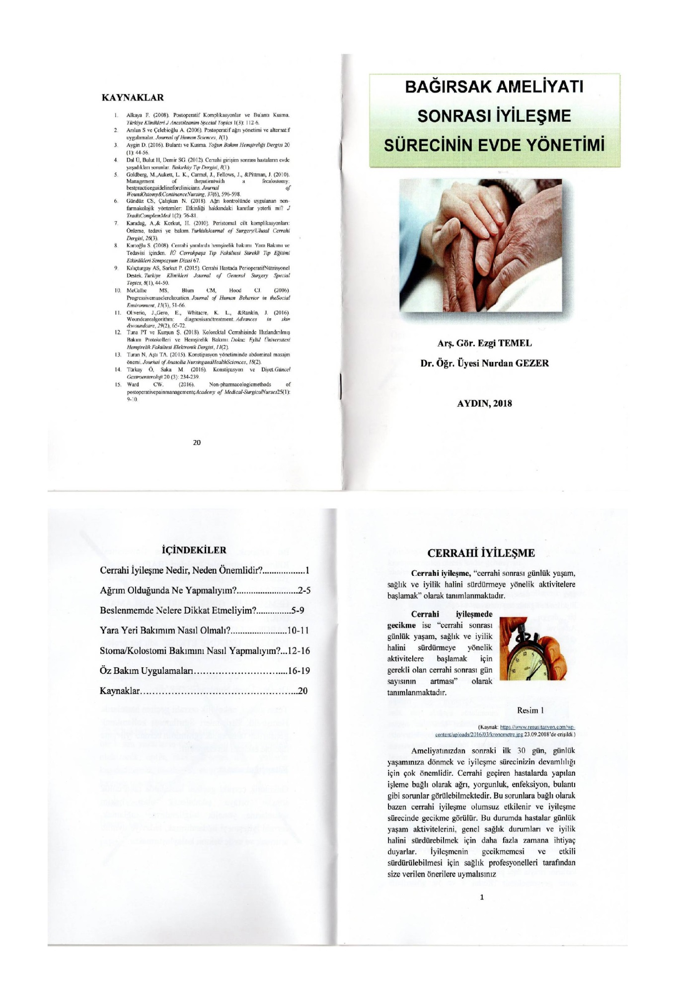 KAYNAKLAR
1. Alkaya F. (2008). Postoperatif Komplikasyonlar ve Bulantı Kusma.
Türkiye Klinikleri J AnestReanim-Special Topics 1(3): 112-6.
2. Arslan S ve Çelebioğlu A. (2006). Postoperatif ağrı yönetimi ve alternatif
uygulamalar. Journal of Human Sciences, 1(1).
3. Aygin D. (2016). Bulantı ve Kusma. Yoğun Bakım Hemşireliği Dergisi 20
(1): 44-56.
4. Dal Ü, Bulut H, Demir SG. (2012). Cerrahi girişim sonrası hastaların evde
yaşadıkları sorunlar. Bakırköy Tıp Dergisi, 8(1).
5. Goldberg, M.,Aukett, L. K., Carmel, J., Fellows, J., &Pittman, J. (2010).
Management of thepatientwith a fecalostomy:
bestpracticeguidelineforclinicians. Journal of
WoundOstomy&ContinenceNursing, 37(6), 596-598.
6. Gündüz CS, Çalışkan N. (2018). Ağrı kontrolünde uygulanan non-
farmakolojik yöntemler: Etkinliği hakkındaki kanıtlar yeterli mi? J
TraditComplemMed 1(2): 76-81.
7. Karadağ, A.,& Korkut, H. (2010). Peristomal cilt komplikasyonları:
Önleme, tedavi ye bakım. TurkishJournal of Surgery/Ulusal Cerrahi
Dergisi, 26(3).
8. Kartoğlu S. (2008). Cerrahi yaralarda hemşirelik bakımı. Yara Bakımı ve
Tedavisi içinden. İÜ Cerrahpaşa Tıp Fakültesi Sürekli Tıp Eğitimi
Etkinlikleri Sempozyum Dizisi 67.
9. Kılıçturgay AS, Sarkut P. (2015). Cerrahi Hastada PerioperatifNütrisyonel
Destek. Turkiye Klinikleri Journal of General Surgery Special
Topics, 8(1), 44-50.
10. McCallie MS, Blum CM, Hood CJ. (2006).
Progressivemusclerelaxation. Journal of Human Behavior in theSocial
Environment, 13(3), 51-66.
11. Oliverio, J.,Gero, E., Whitacre, K. L., &Rankin, J. (2016).
Woundcarealgorithm: diagnosisandtreatment. Advances in skin
&woundcare, 29(2), 65-72.
12. Tuna PT ve Kurşun Ş. (2018). Kolorektal Cerrahisinde Hızlandırılmış
Bakım Protokolleri ve Hemşirelik Bakımı. Dokuz Eylül Üniversitesi
Hemşirelik Fakültesi Elektronik Dergisi, 11(2).
13. Turan N, Aştı TA. (2015). Konstipasyon yönetiminde abdominal masajın
önemi. Journal of Anatolia NursingandHealthSciences, 18(2).
14. Türkay Ö, Saka M. (2016). Konstipasyon ve Diyet.Güncel
Gastroenteroloji 20 (3): 234-239.
15. Ward CW. (2016). Non-pharmacologicmethods of
postoperativepainmanagementçAcademy of Medical-SurgicalNurses25(1):
9-10.
20
BAĞIRSAK AMELİYATI
SONRASI İYİLEŞME
SÜRECİNİN EVDE YÖNETİMİ
Arş. Gör. Ezgi TEMEL
Dr. Öğr. Üyesi Nurdan GEZER
AYDIN, 2018
İÇİNDEKİLER
Cerrahi İyileşme Nedir, Neden Önemlidir?..................1
Ağrım Olduğunda Ne Yapmalıyım?..........................2-5
Beslenmemde Nelere Dikkat Etmeliyim?...............5-9
Yara Yeri Bakımım Nasıl Olmalı?........................10-11
Stoma/Kolostomi Bakımını Nasıl Yapmalıyım?...12-16
Öz Bakım Uygulamaları..............................16-19
Kaynaklar................................................20
CERRAHİ İYİLEŞME
Cerrahi iyileşme, “cerrahi sonrası günlük yaşam,
sağlık ve iyilik halini sürdürmeye yönelik aktivitelere
başlamak” olarak tanımlanmaktadır.
Cerrahi iyileşmede
gecikme ise “cerrahi sonrası
günlük yaşam, sağlık ve iyilik
halini sürdürmeye yönelik
aktivitelere başlamak için
gerekli olan cerrahi sonrası gün
sayısının artması” olarak
tanımlanmaktadır.
Resim 1
(Kaynak: https://www.resusitasyon.com/wp-
content/uploads/2016/03/kronometre.jpg 23.09.2018’de erişildi.)
Ameliyatınızdan sonraki ilk 30 gün, günlük
yaşamınıza dönmek ve iyileşme sürecinizin devamlılığı
için çok önemlidir. Cerrahi geçiren hastalarda yapılan
işleme bağlı olarak ağrı, yorgunluk, enfeksiyon, bulantı
gibi sorunlar görülebilmektedir. Bu sorunlara bağlı olarak
bazen cerrahi iyileşme olumsuz etkilenir ve iyileşme
sürecinde gecikme görülür. Bu durumda hastalar günlük
yaşam aktivitelerini, genel sağlık durumları ve iyilik
halini sürdürebilmek için daha fazla zamana ihtiyaç
duyarlar. İyileşmenin gecikmemesi ve etkili
sürdürülebilmesi için sağlık profesyonelleri tarafından
size verilen önerilere uymalısınız
1